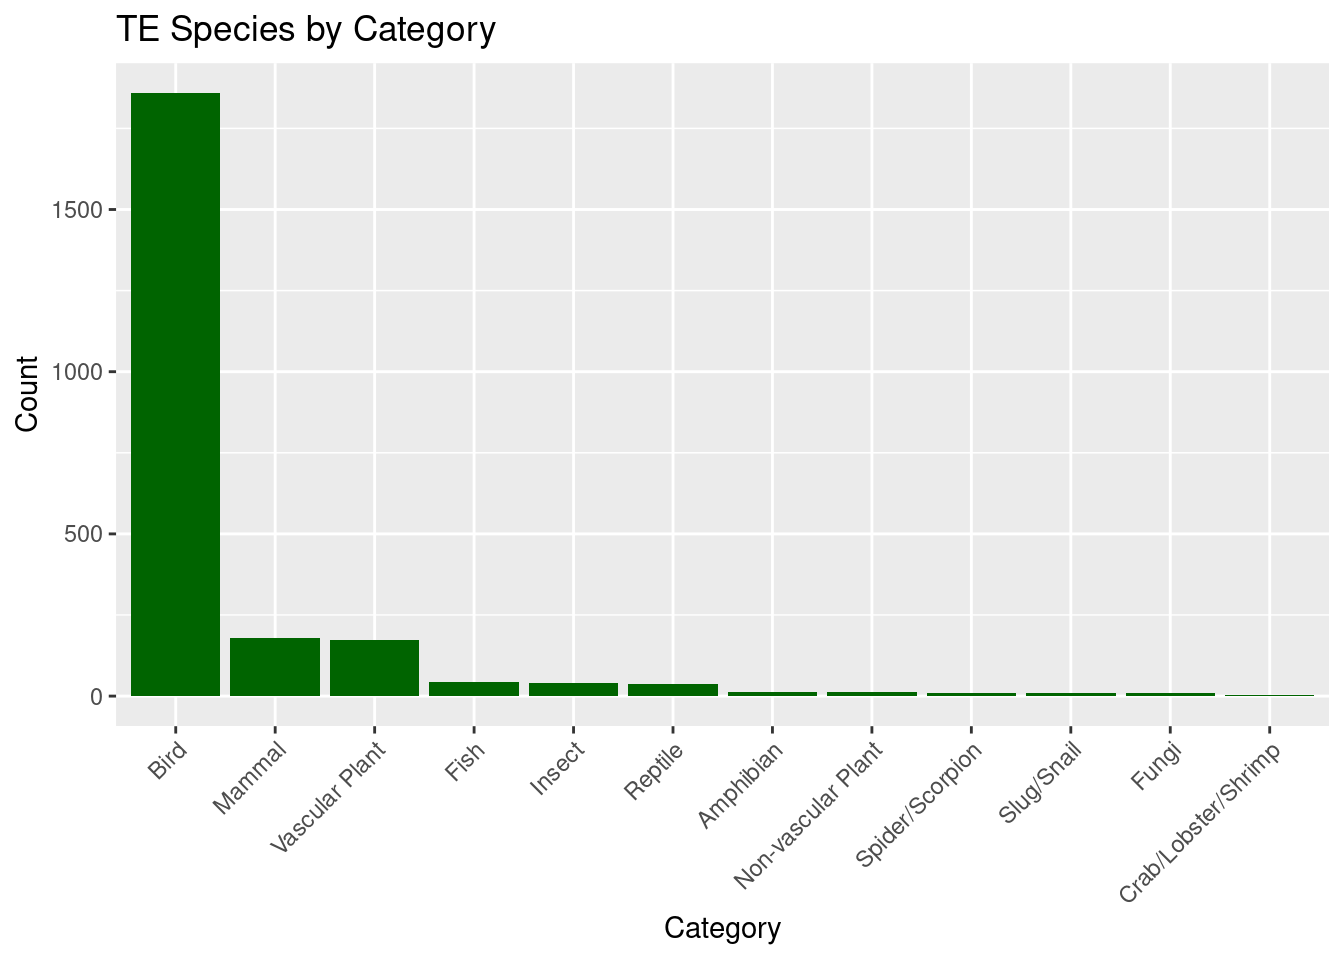 TE Species by Category
Count
1500
1000
500
0
Bird
Mammal
Vascular Plant
Fish
Insect
Reptile
Amphibian
Non-vascular Plant
Spider/Scorpion
Slug/Snail
Fungi
Crab/Lobster/Shrimp
Category